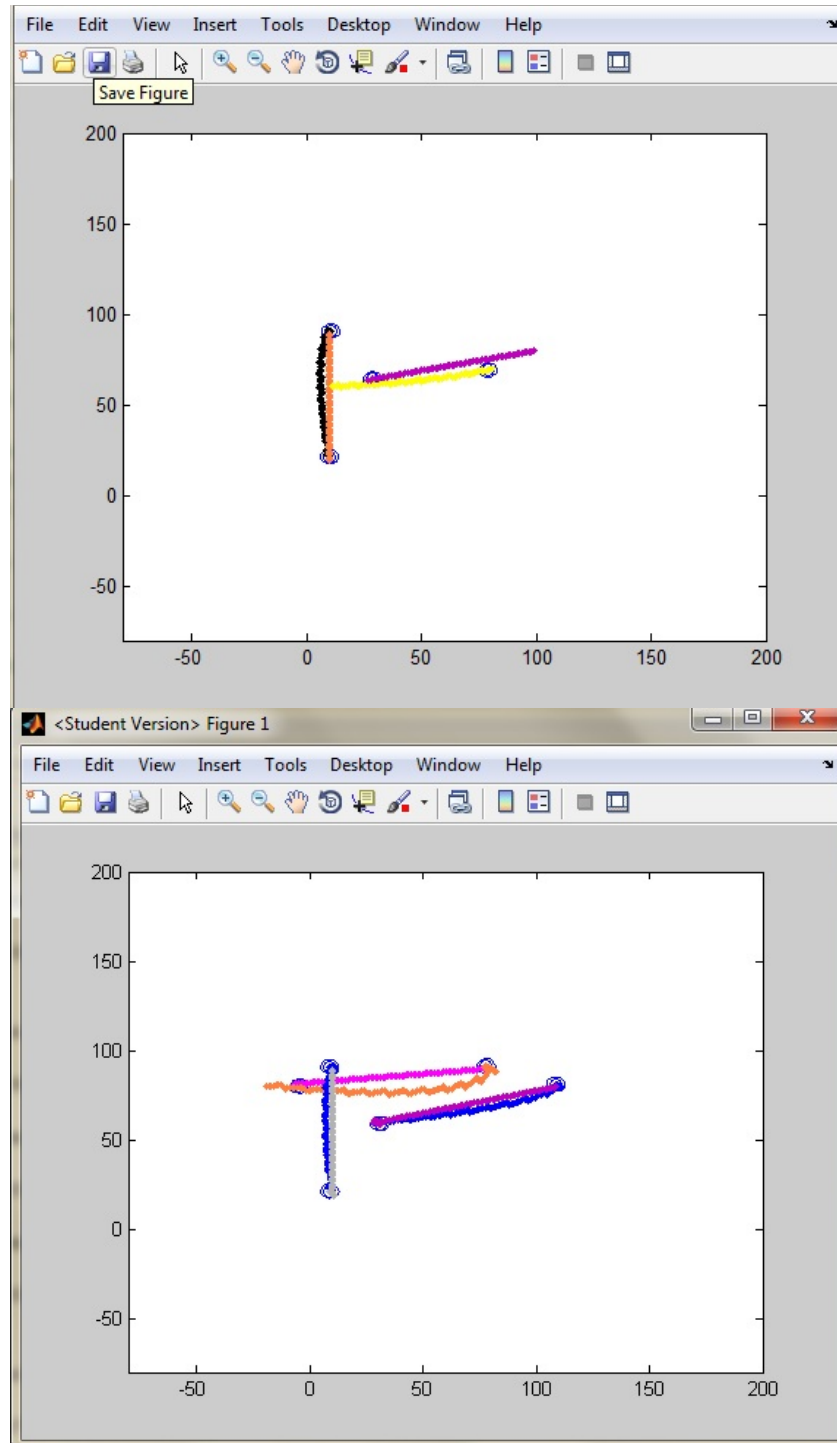 File Edit View Insert Tools Desktop Window Help
Save Figure
200
150
100
50
0
-50
-50 0 50 100 150 200
<Student Version> Figure 1
File Edit View Insert Tools Desktop Window Help
200
150
100
50
0
-50
-50 0 50 100 150 200